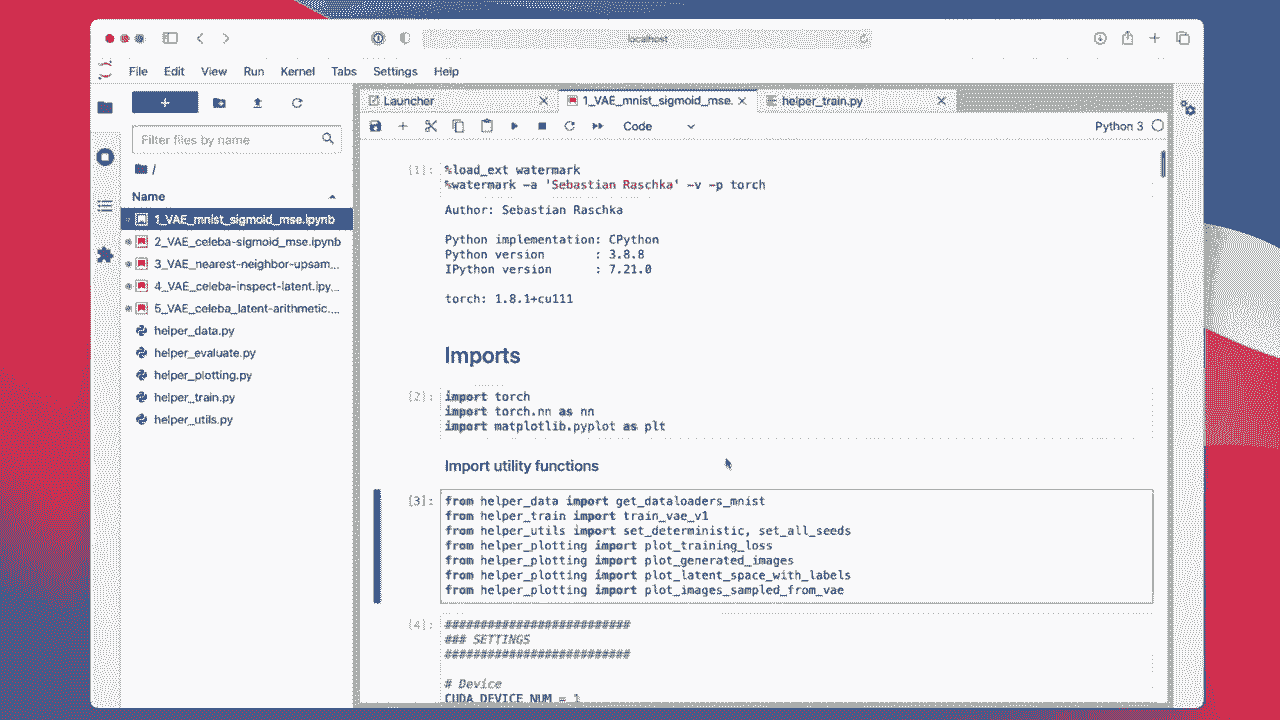 localhost
File Edit View Run Kernel Tabs Settings Help
+
Filter files by name
/
Name
1_VAE_mnist_sigmoid_mse.ipynb
2_VAE_celeba-sigmoid_mse.ipynb
3_VAE_nearest-neighbor-upsam...
4_VAE_celeba-inspect-latent.ipy...
5_VAE_celeba_latent-arithmetic....
helper_data.py
helper_evaluate.py
helper_plotting.py
helper_train.py
helper_utils.py
Launcher
1_VAE_mnist_sigmoid_mse.
helper_train.py
Code
Python 3
[1]: %load_ext watermark
%watermark -a 'Sebastian Raschka' -v -p torch
Author: Sebastian Raschka
Python implementation: CPython
Python version : 3.8.8
IPython version : 7.21.0
torch: 1.8.1+cu111
Imports
[2]: import torch
import torch.nn as nn
import matplotlib.pyplot as plt
Import utility functions
[3]: from helper_data import get_dataloaders_mnist
from helper_train import train_vae_v1
from helper_utils import set_deterministic, set_all_seeds
from helper_plotting import plot_training_loss
from helper_plotting import plot_generated_images
from helper_plotting import plot_latent_space_with_labels
from helper_plotting import plot_images_sampled_from_vae
[4]: ##########################
### SETTINGS
##########################
# Device
CUDA_DEVICE_NUM = 1